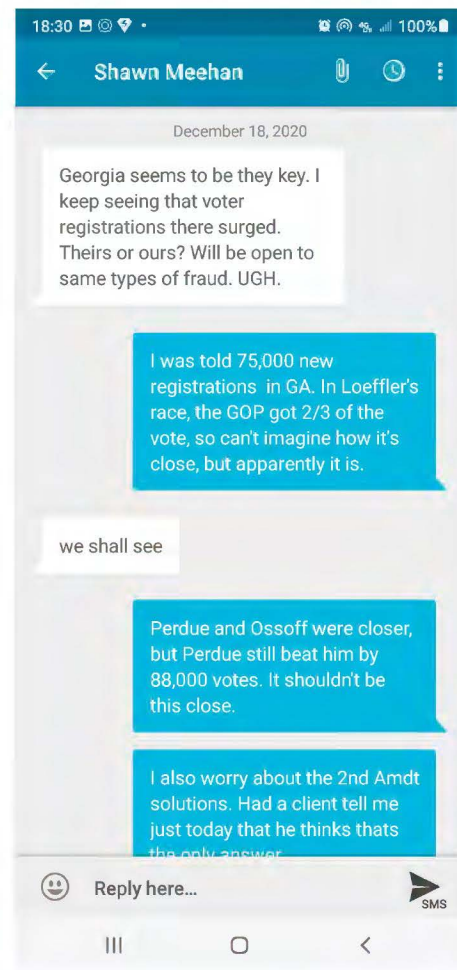 18:30 100%
Shawn Meehan
December 18, 2020
Georgia seems to be they key. I
keep seeing that voter
registrations there surged.
Theirs or ours? Will be open to
same types of fraud. UGH.
I was told 75,000 new
registrations in GA. In Loeffler's
race, the GOP got 2/3 of the
vote, so can't imagine how it's
close, but apparently it is.
we shall see
Perdue and Ossoff were closer,
but Perdue still beat him by
88,000 votes. It shouldn't be
this close.
I also worry about the 2nd Amdt
solutions. Had a client tell me
just today that he thinks thats
the only answer
Reply here...
SMS